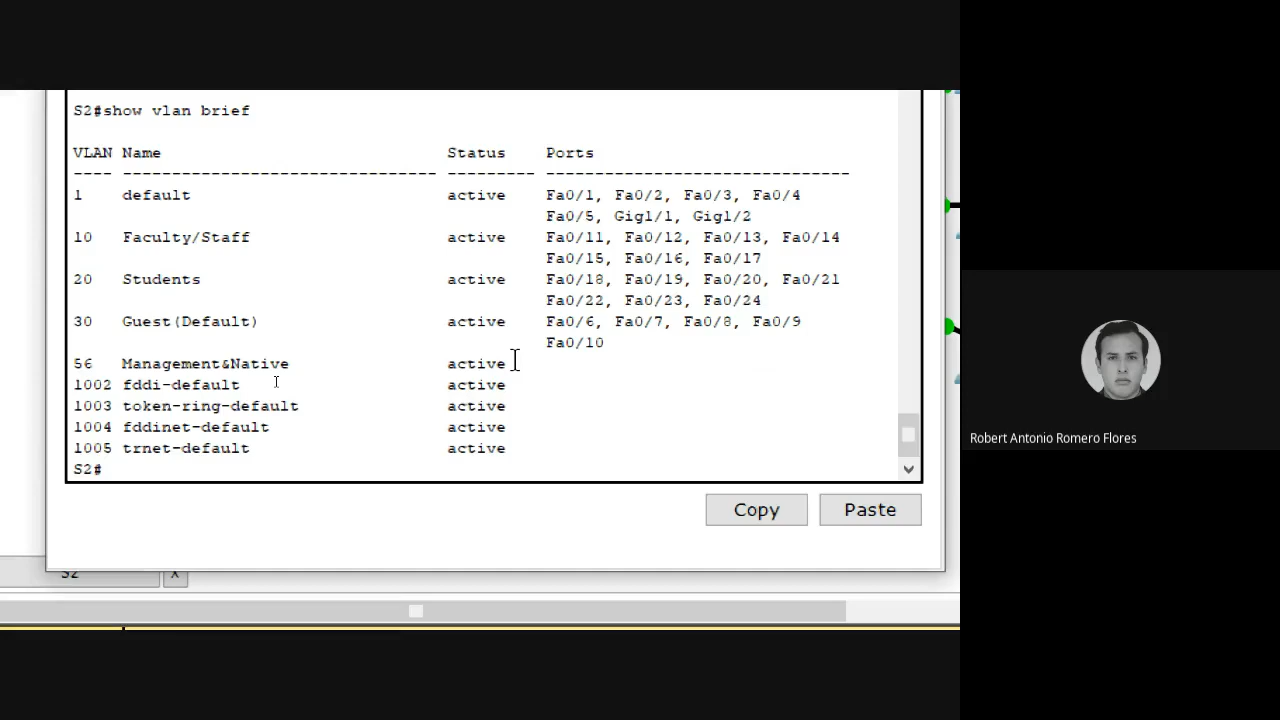 S2#show vlan brief
VLAN Name Status Ports
---- -------------------------------- --------- -------------------------------
1 default active Fa0/1, Fa0/2, Fa0/3, Fa0/4
Fa0/5, Gig1/1, Gig1/2
10 Faculty/Staff active Fa0/11, Fa0/12, Fa0/13, Fa0/14
Fa0/15, Fa0/16, Fa0/17
20 Students active Fa0/18, Fa0/19, Fa0/20, Fa0/21
Fa0/22, Fa0/23, Fa0/24
30 Guest(Default) active Fa0/6, Fa0/7, Fa0/8, Fa0/9
Fa0/10
56 Management&Native active
1002 fddi-default active
1003 token-ring-default active
1004 fddinet-default active
1005 trnet-default active
S2#
Robert Antonio Romero Flores
Copy Paste
S2 X